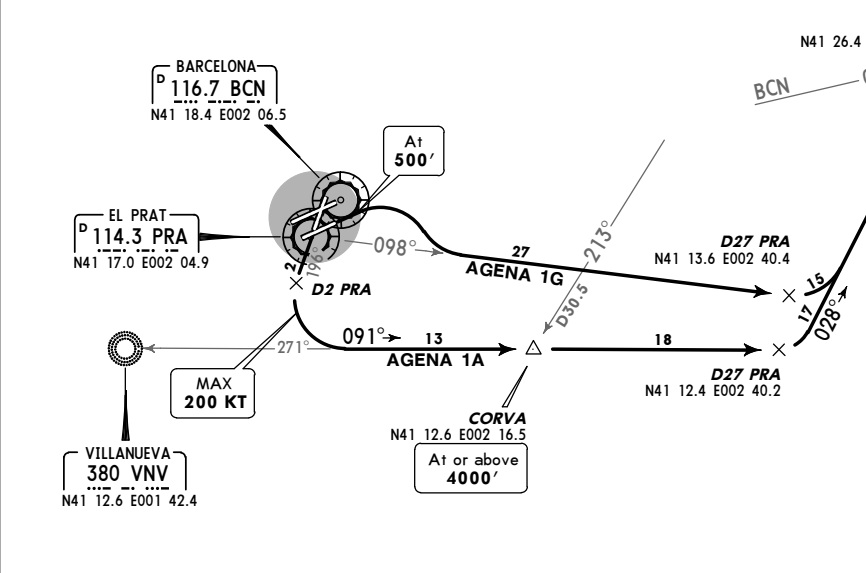 N41 26.4
BCN
BARCELONA
D 116.7 BCN
N41 18.4 E002 06.5
At
500′
EL PRAT
D 114.3 PRA
N41 17.0 E002 04.9
098°
27
AGENA 1G
213°
D30.5
D27 PRA
N41 13.6 E002 40.4
2
196°
D2 PRA
15
17
028°
271°
091°
13
AGENA 1A
18
MAX
200 KT
D27 PRA
N41 12.4 E002 40.2
CORVA
N41 12.6 E002 16.5
At or above
4000′
VILLANUEVA
380 VNV
N41 12.6 E001 42.4